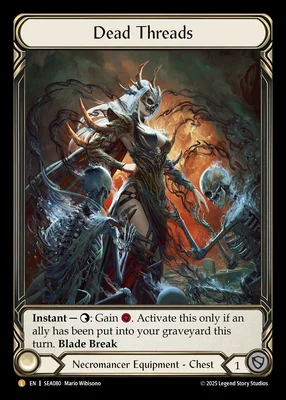 Dead Threads
Instant — : Gain . Activate this only if an
ally has been put into your graveyard this
turn. Blade Break
Necromancer Equipment - Chest
1
L EN | SEA080 Mario Wibisono
© 2025 Legend Story Studios